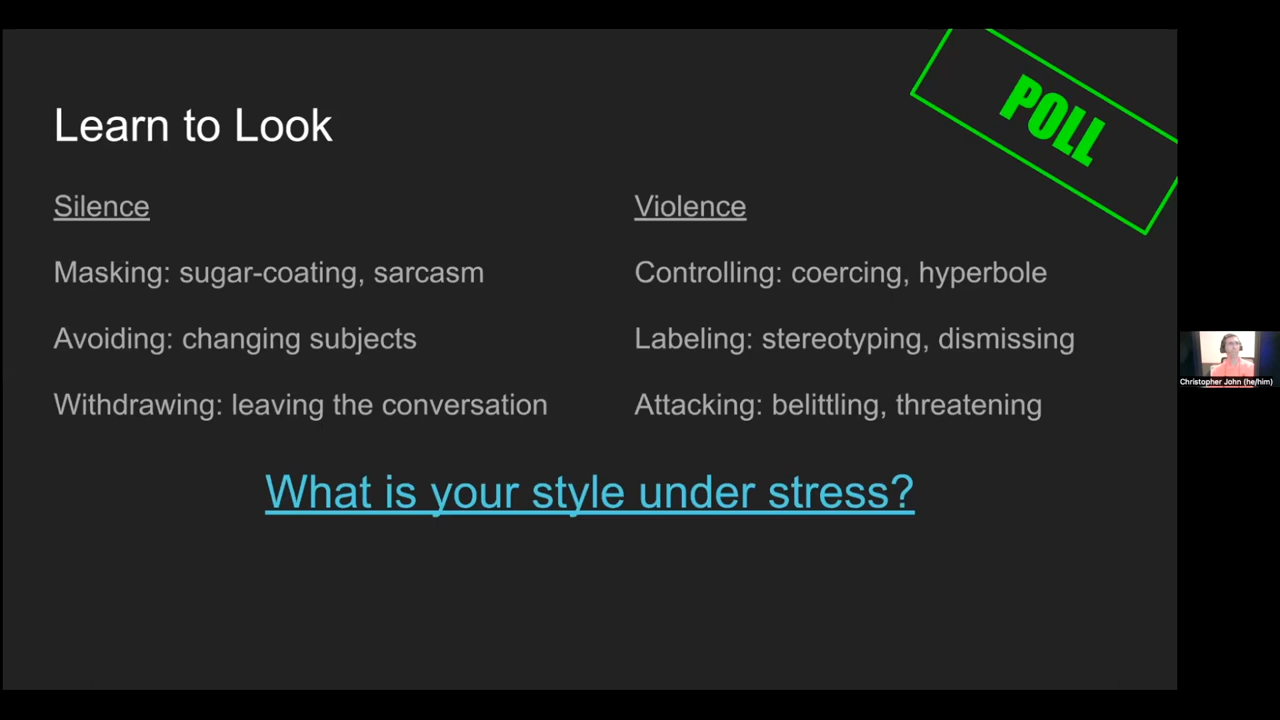 POLL
Learn to Look
Silence
Masking: sugar-coating, sarcasm
Avoiding: changing subjects
Withdrawing: leaving the conversation
Violence
Controlling: coercing, hyperbole
Labeling: stereotyping, dismissing
Attacking: belittling, threatening
What is your style under stress?
Christopher John (he/him)